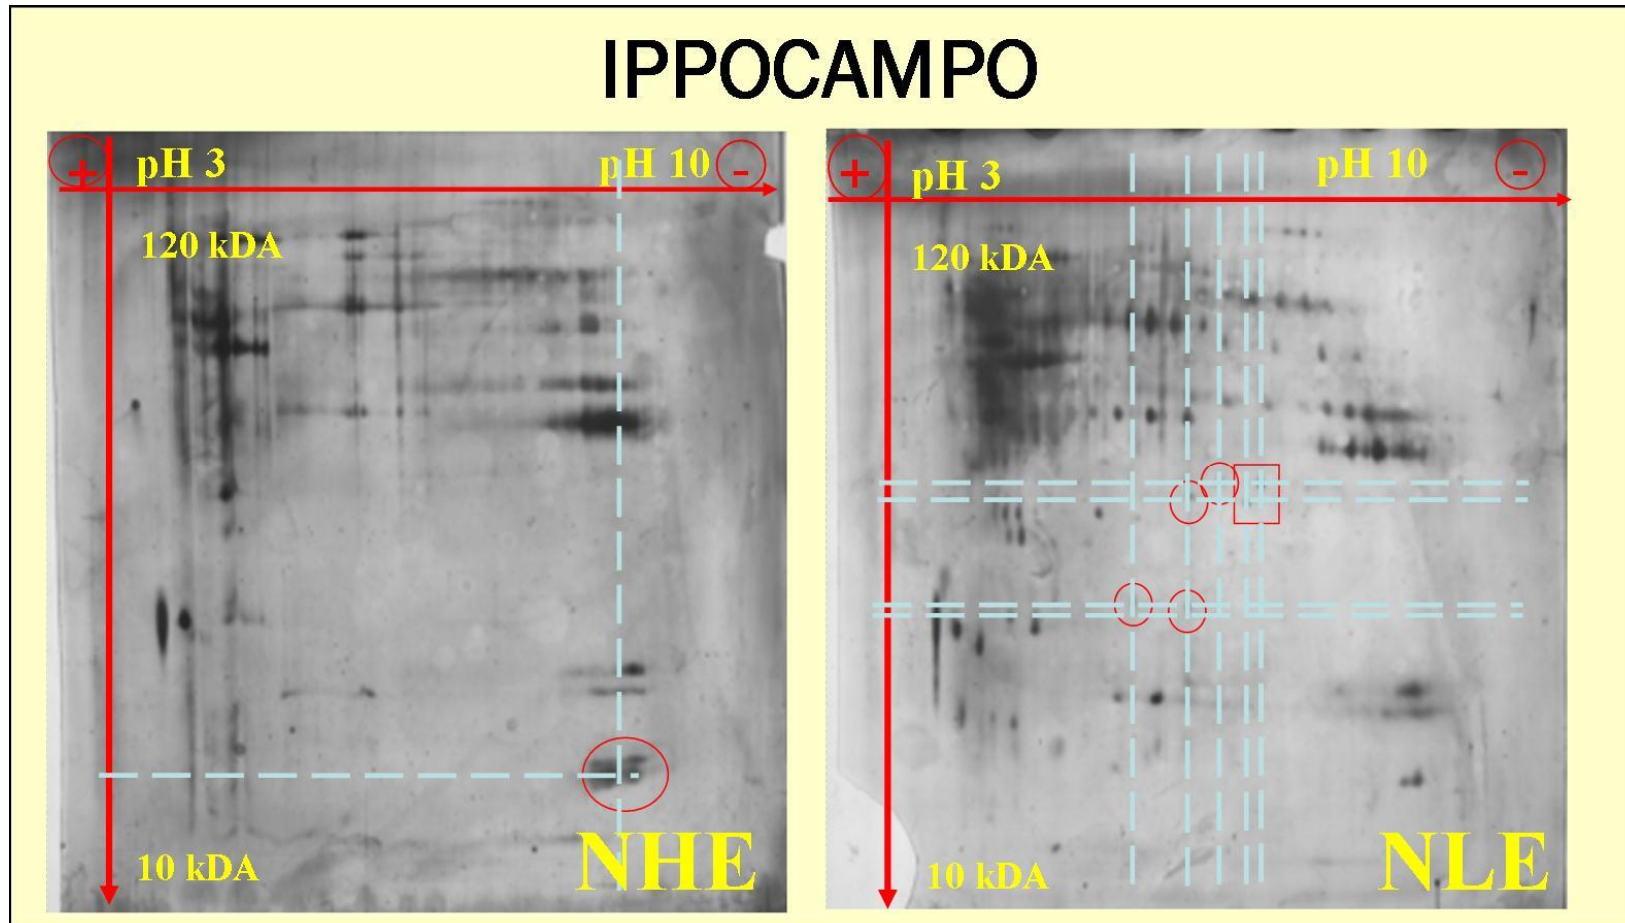 IPPOCAMPO
+ pH 3 pH 10 -
120 kDA
10 kDA
NHE
+ pH 3 pH 10 -
120 kDA
10 kDA
NLE